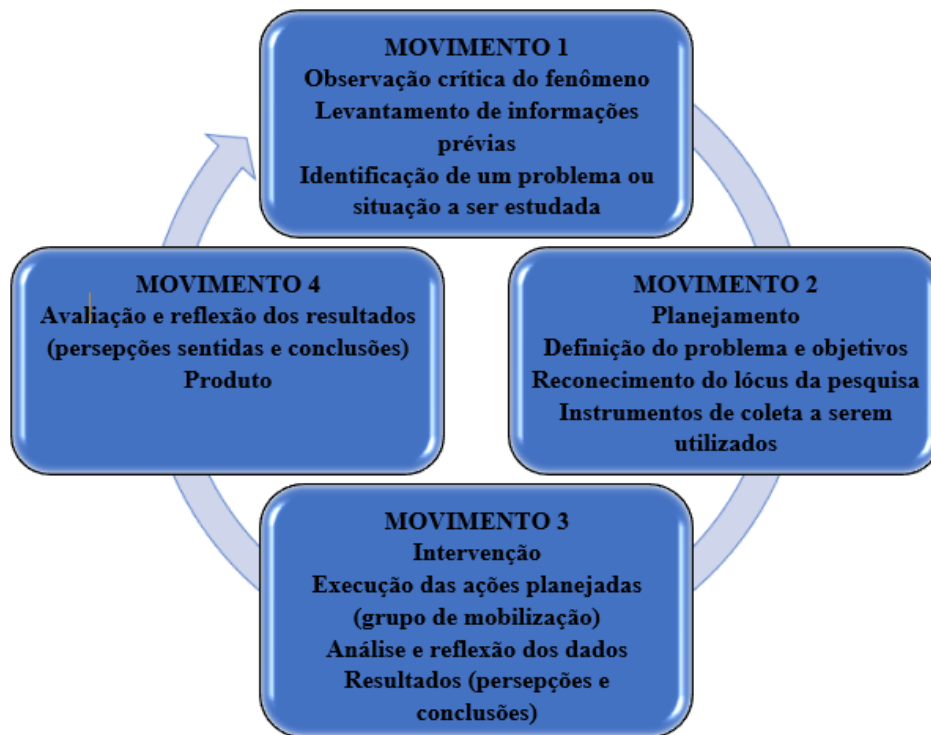 MOVIMENTO 1
Observação crítica do fenômeno
Levantamento de informações
prévias
Identificação de um problema ou
situação a ser estudada
MOVIMENTO 2
Planejamento
Definição do problema e objetivos
Reconecimento do lócus da pesquisa
Instrumentos de coleta a serem
utilizados
MOVIMENTO 3
Intervenção
Execução das ações planejadas
(grupo de mobilização)
Análise e reflexão dos dados
Resultados (persepções e
conclusões)
MOVIMENTO 4
Avaliação e reflexão dos resultados
(persepções sentidas e conclusões)
Produto